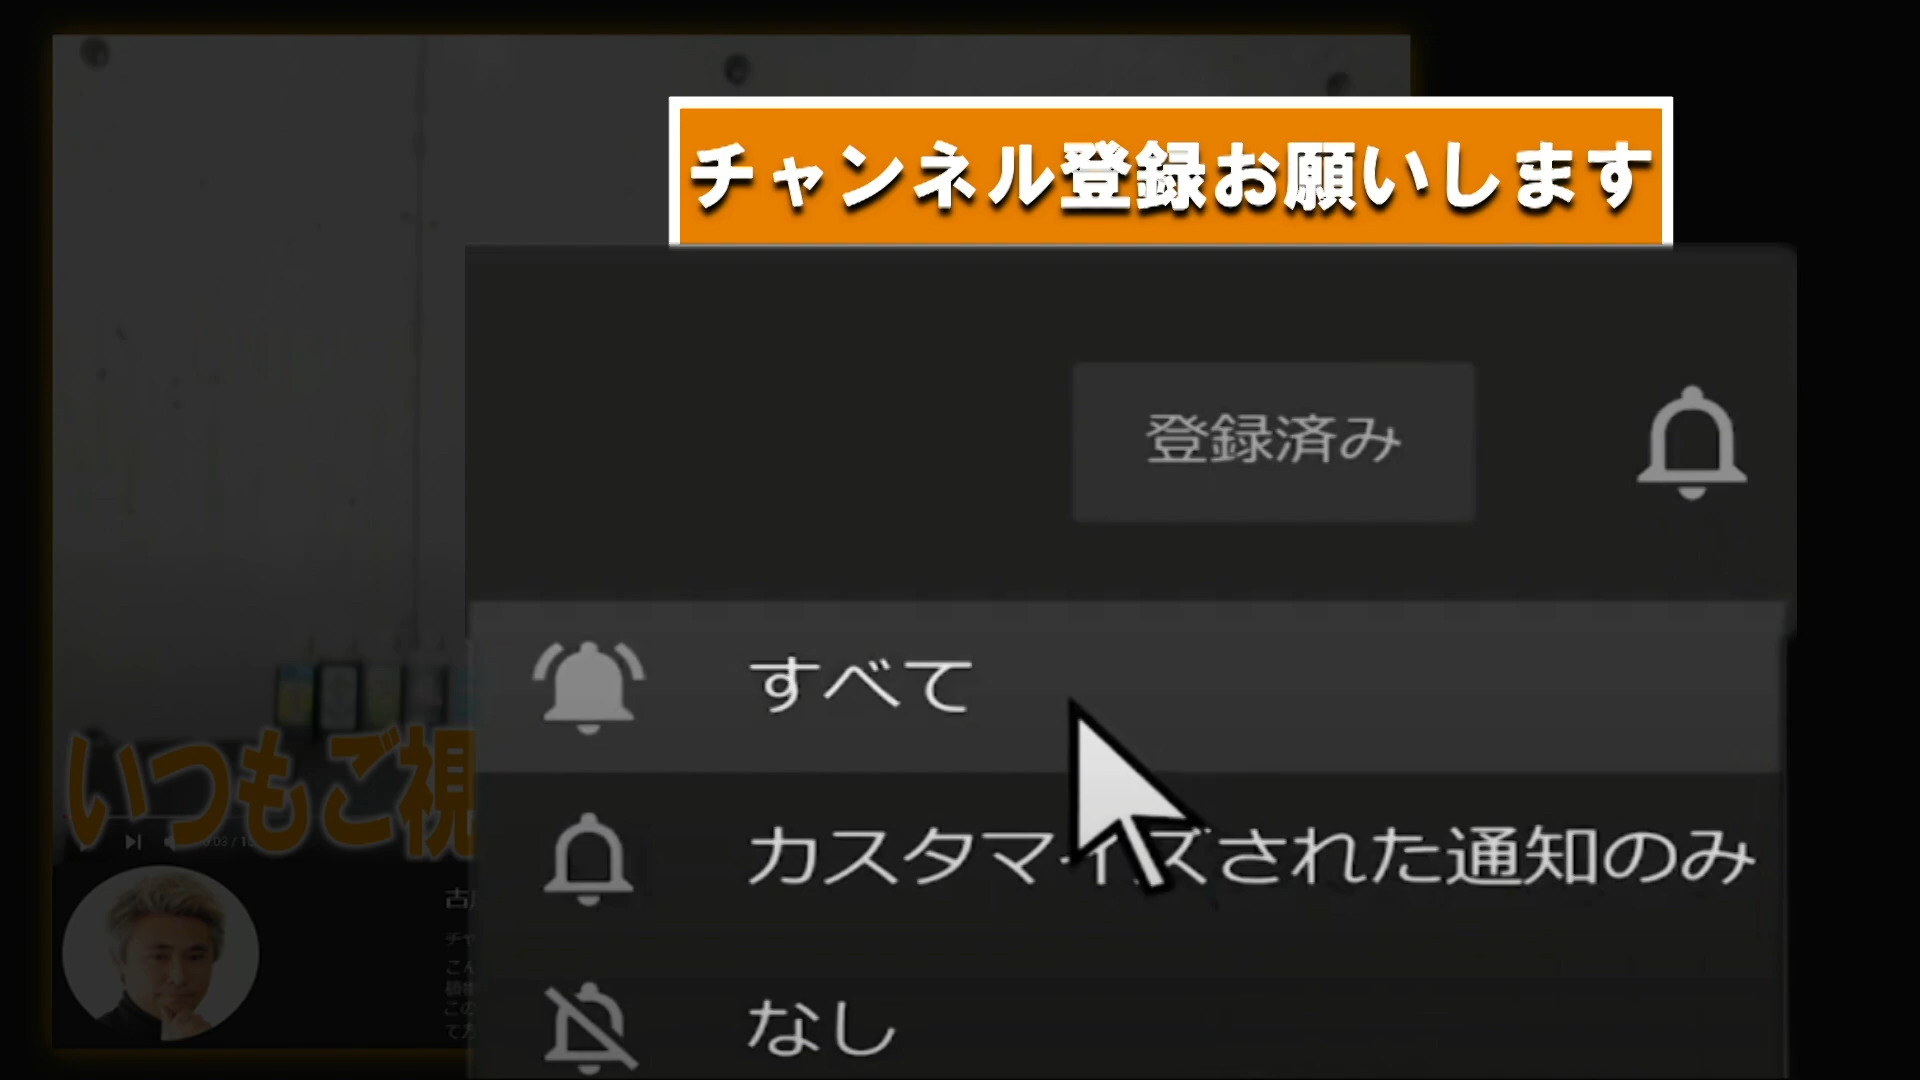 チャンネル登録お願いします
登録済み
すべて
カスタマイズされた通知のみ
なし
いつもご視